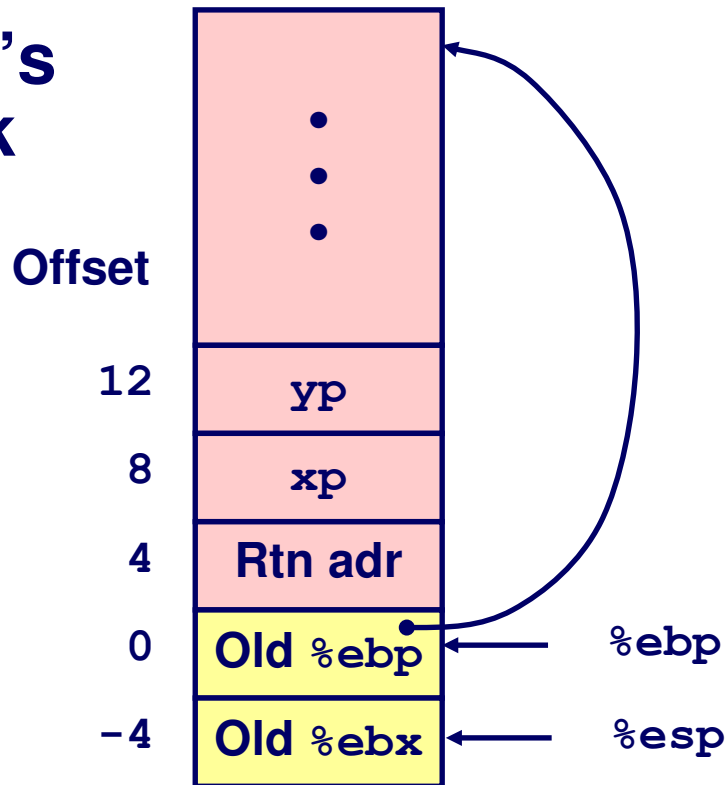 ’s
k
Offset
12 yp
8 xp
4 Rtn adr
0 Old %ebp %ebp
-4 Old %ebx %esp